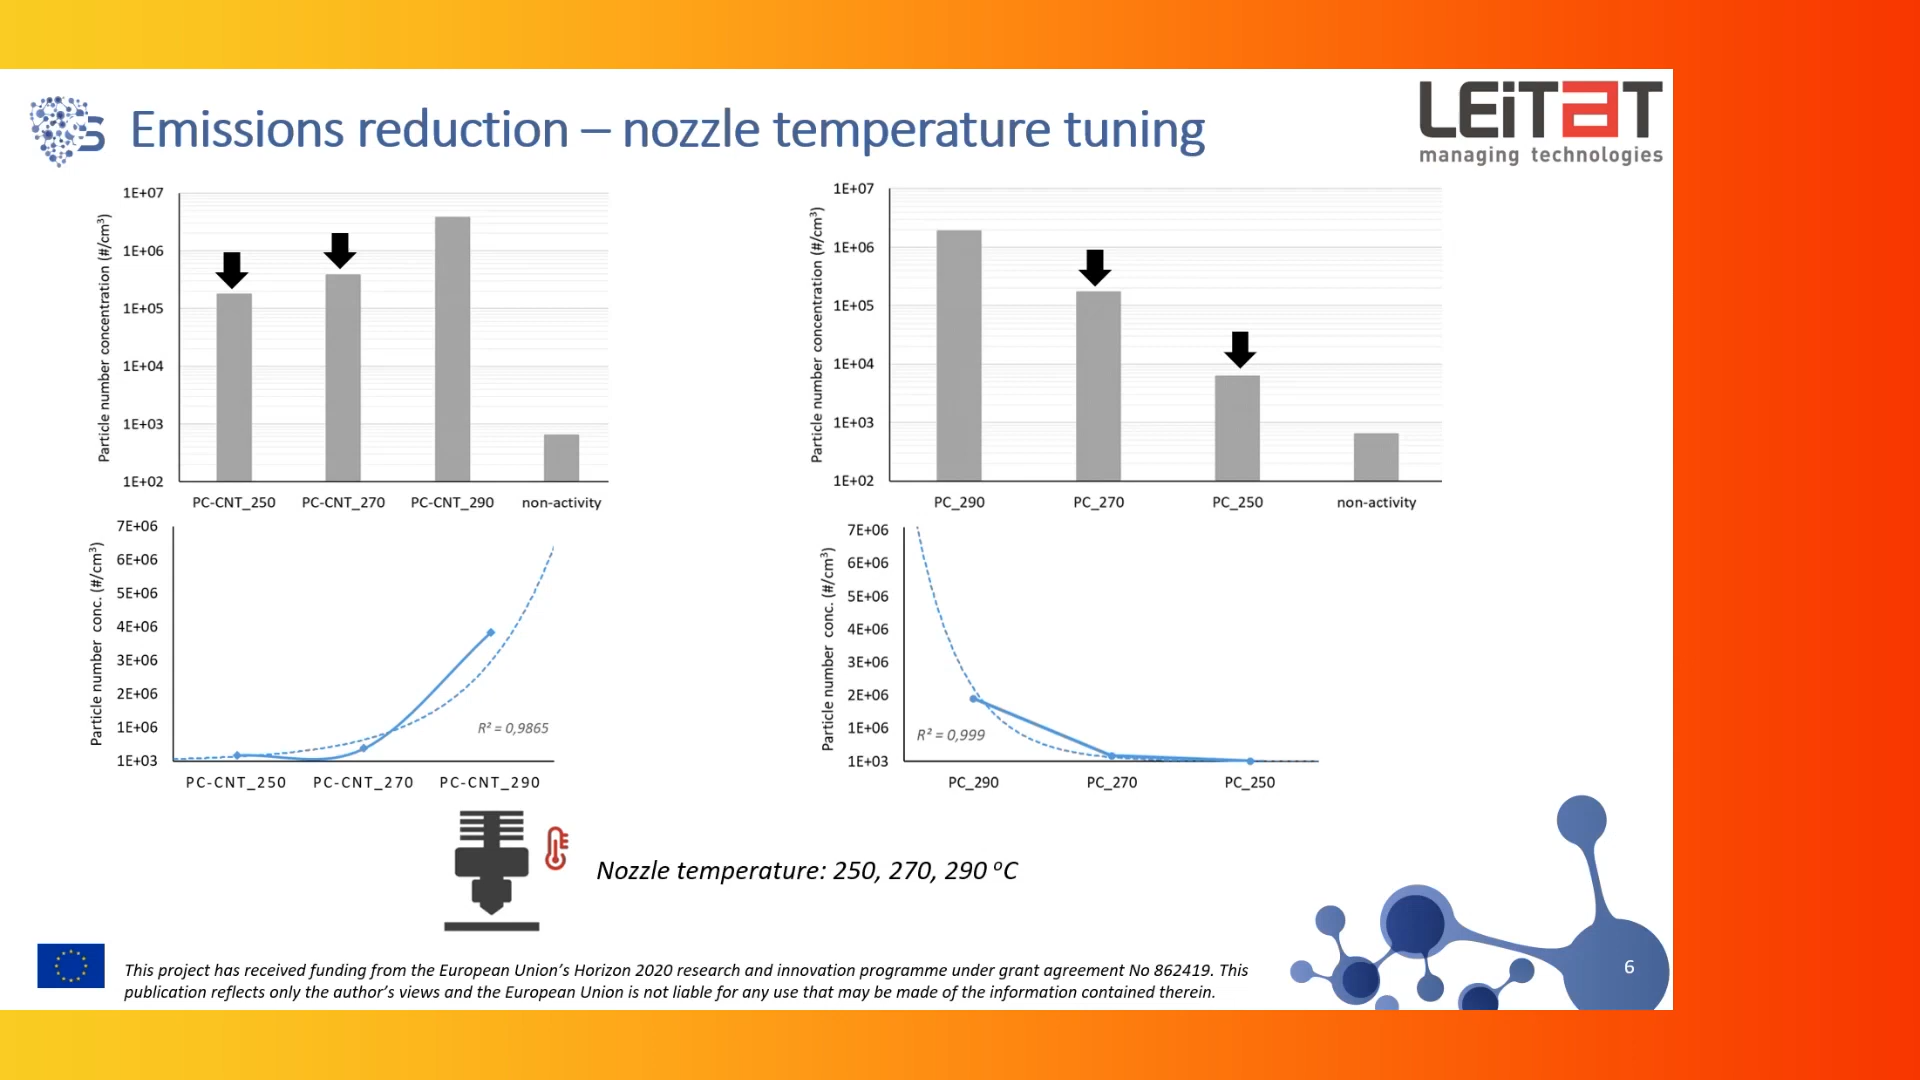 S
Emissions reduction – nozzle temperature tuning
LEiTAT
managing technologies
Particle number concentration (#/cm³)
1E+07
1E+06
1E+05
1E+04
1E+03
1E+02
PC-CNT_250 PC-CNT_270 PC-CNT_290 non-activity
Particle number concentration (#/cm³)
1E+07
1E+06
1E+05
1E+04
1E+03
1E+02
PC_290 PC_270 PC_250 non-activity
Particle number conc. (#/cm³)
7E+06
6E+06
5E+06
4E+06
3E+06
2E+06
1E+06
1E+03
R² = 0,9865
PC-CNT_250 PC-CNT_270 PC-CNT_290
Particle number conc. (#/cm³)
7E+06
6E+06
5E+06
4E+06
3E+06
2E+06
1E+06
1E+03
R² = 0,999
PC_290 PC_270 PC_250
Nozzle temperature: 250, 270, 290 ºC
This project has received funding from the European Union’s Horizon 2020 research and innovation programme under grant agreement No 862419. This
publication reflects only the author’s views and the European Union is not liable for any use that may be made of the information contained therein.
6